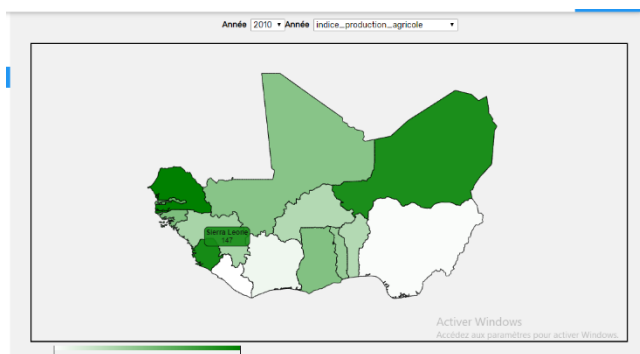 Année 2010 Année indice_production_agricole
Sierra Leone
147
Activer Windows
Accédez aux paramètres pour activer Windows.